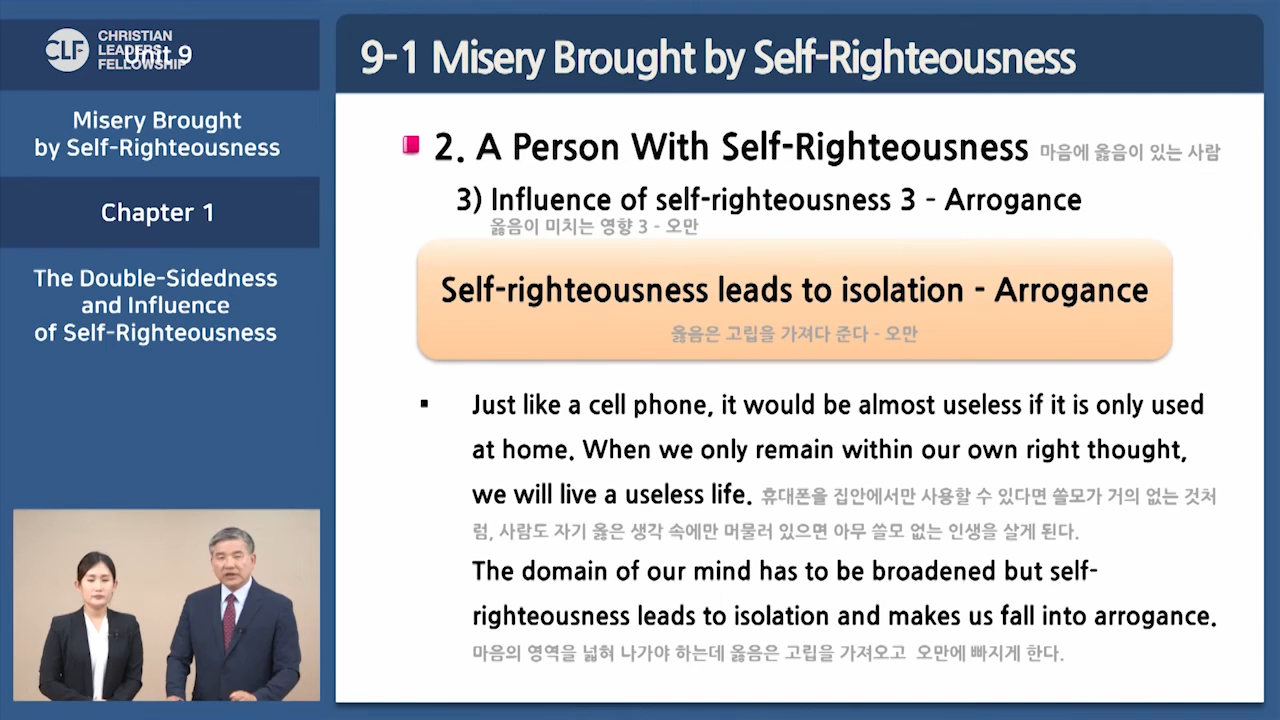 CLF CHRISTIAN
LEADERS
FELLOWSHIP
Unit 9
Misery Brought
by Self-Righteousness
Chapter 1
The Double-Sidedness
and Influence
of Self-Righteousness
9-1 Misery Brought by Self-Righteousness
2. A Person With Self-Righteousness 마음에 옳음이 있는 사람
3) Influence of self-righteousness 3 - Arrogance
옳음이 미치는 영향 3 - 오만
Self-righteousness leads to isolation - Arrogance
옳음은 고립을 가져다 준다 - 오만
▪ Just like a cell phone, it would be almost useless if it is only used
at home. When we only remain within our own right thought,
we will live a useless life. 휴대폰을 집안에서만 사용할 수 있다면 쓸모가 거의 없는 것처
럼, 사람도 자기 옳은 생각 속에만 머물러 있으면 아무 쓸모 없는 인생을 살게 된다.
The domain of our mind has to be broadened but self-
righteousness leads to isolation and makes us fall into arrogance.
마음의 영역을 넓혀 나가야 하는데 옳음은 고립을 가져오고 오만에 빠지게 한다.